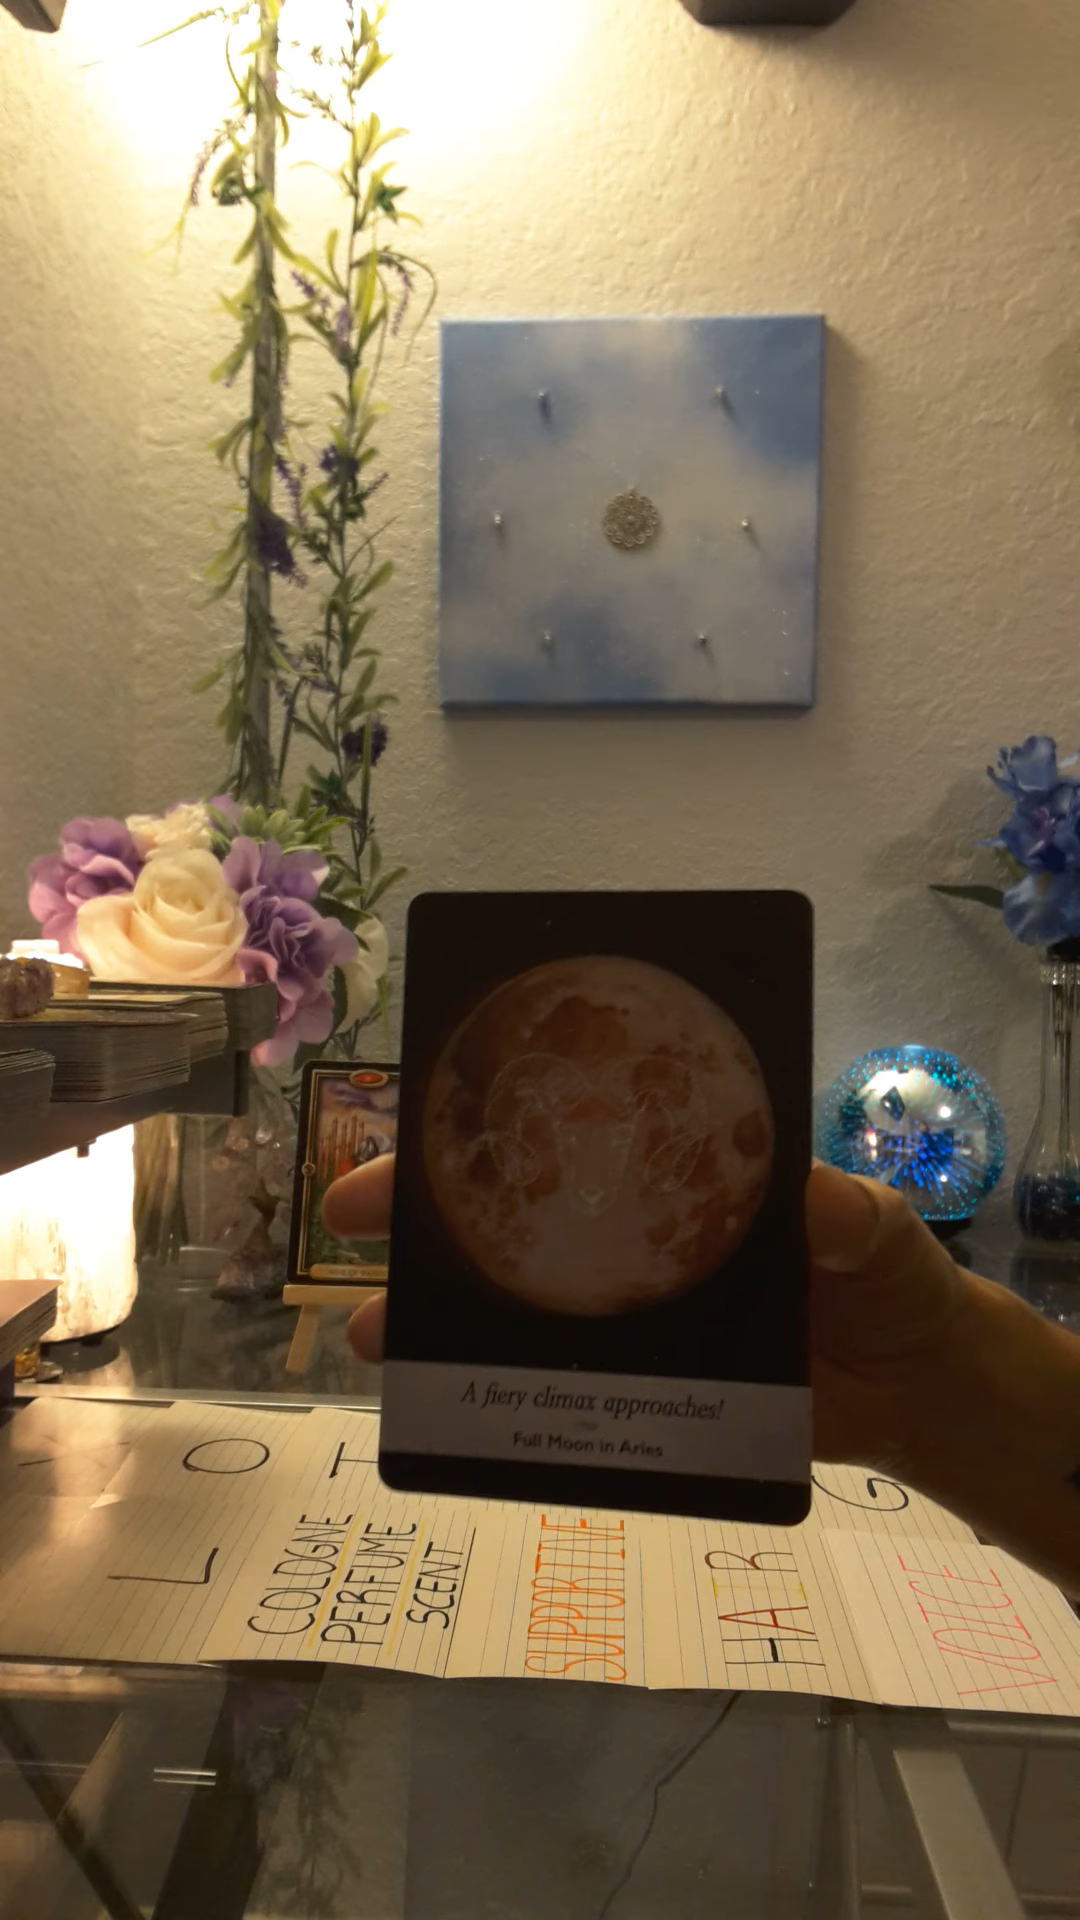 A fiery climax approaches!
Full Moon in Aries
O
T
G
L
COLOGNE
PERFUME
SCENT
SUPPORTIVE
HAIR
VOICE